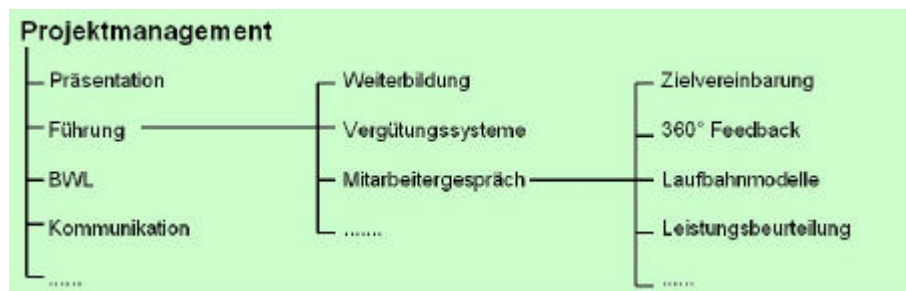 Projektmanagement
Präsentation
Führung
BWL
Kommunikation
......
Weiterbildung
Vergütungssysteme
Mitarbeitergespräch
.......
Zielvereinbarung
360° Feedback
Laufbahnmodelle
Leistungsbeurteilung
......